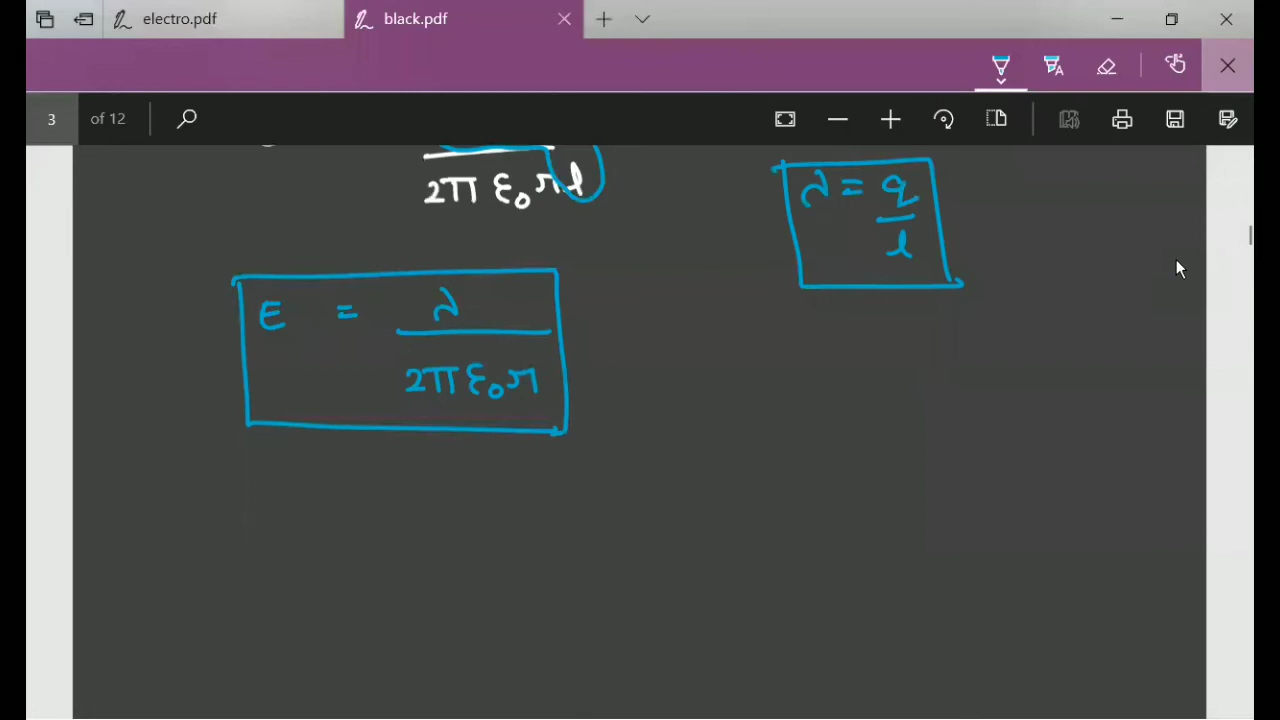 electro.pdf
black.pdf
3 of 12
2π ε₀ r l
λ = q / l
E = λ / 2π ε₀ r